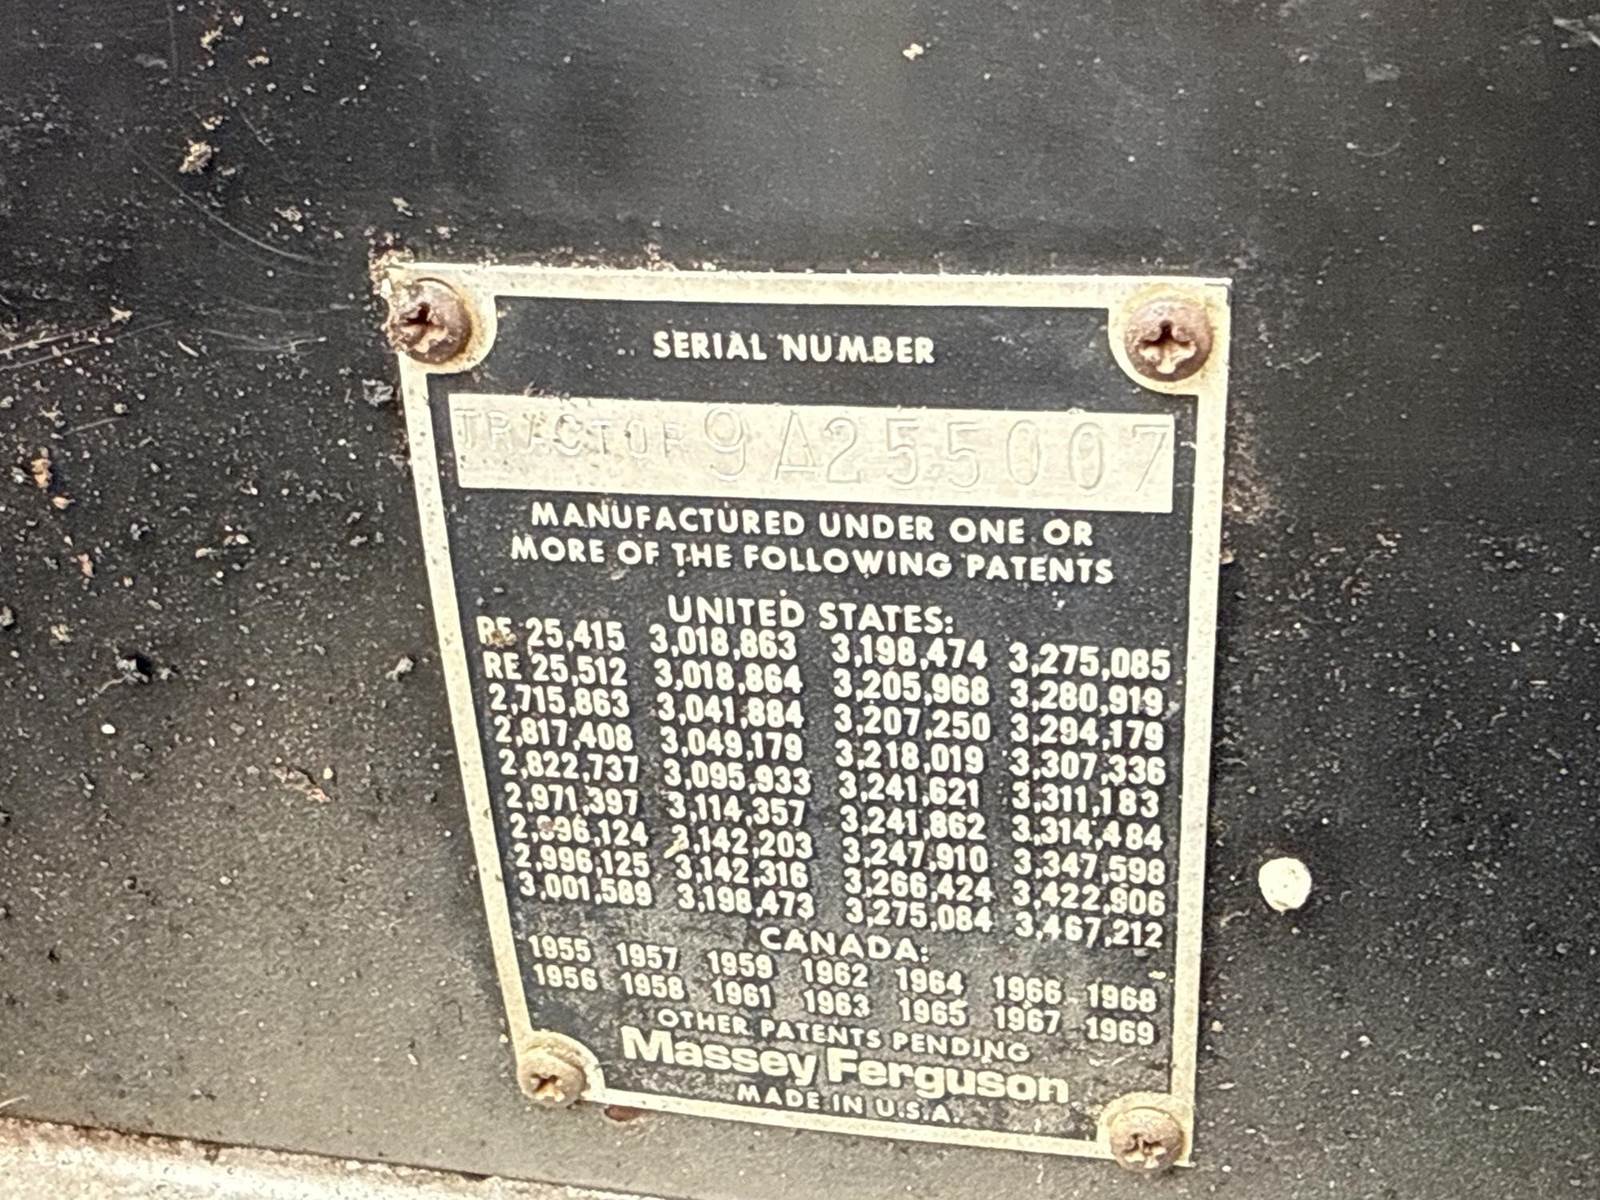 SERIAL NUMBER
TRACTOR 9A255007
MANUFACTURED UNDER ONE OR
MORE OF THE FOLLOWING PATENTS
UNITED STATES:
RE 25,415 3,018,863 3,198,474 3,275,085
RE 25,512 3,018,864 3,205,968 3,280,919
2,715,863 3,041,884 3,207,250 3,294,179
2,817,408 3,049,179 3,218,019 3,307,336
2,822,737 3,095,933 3,241,621 3,311,183
2,971,397 3,114,357 3,241,862 3,314,484
2,996,124 3,142,203 3,247,910 3,347,598
2,996,125 3,142,316 3,266,424 3,422,906
3,001,589 3,198,473 3,275,084 3,467,212
CANADA:
1955 1957 1959 1962 1964 1966 1968
1956 1958 1961 1963 1965 1967 1969
OTHER PATENTS PENDING
Massey Ferguson
MADE IN U.S.A.